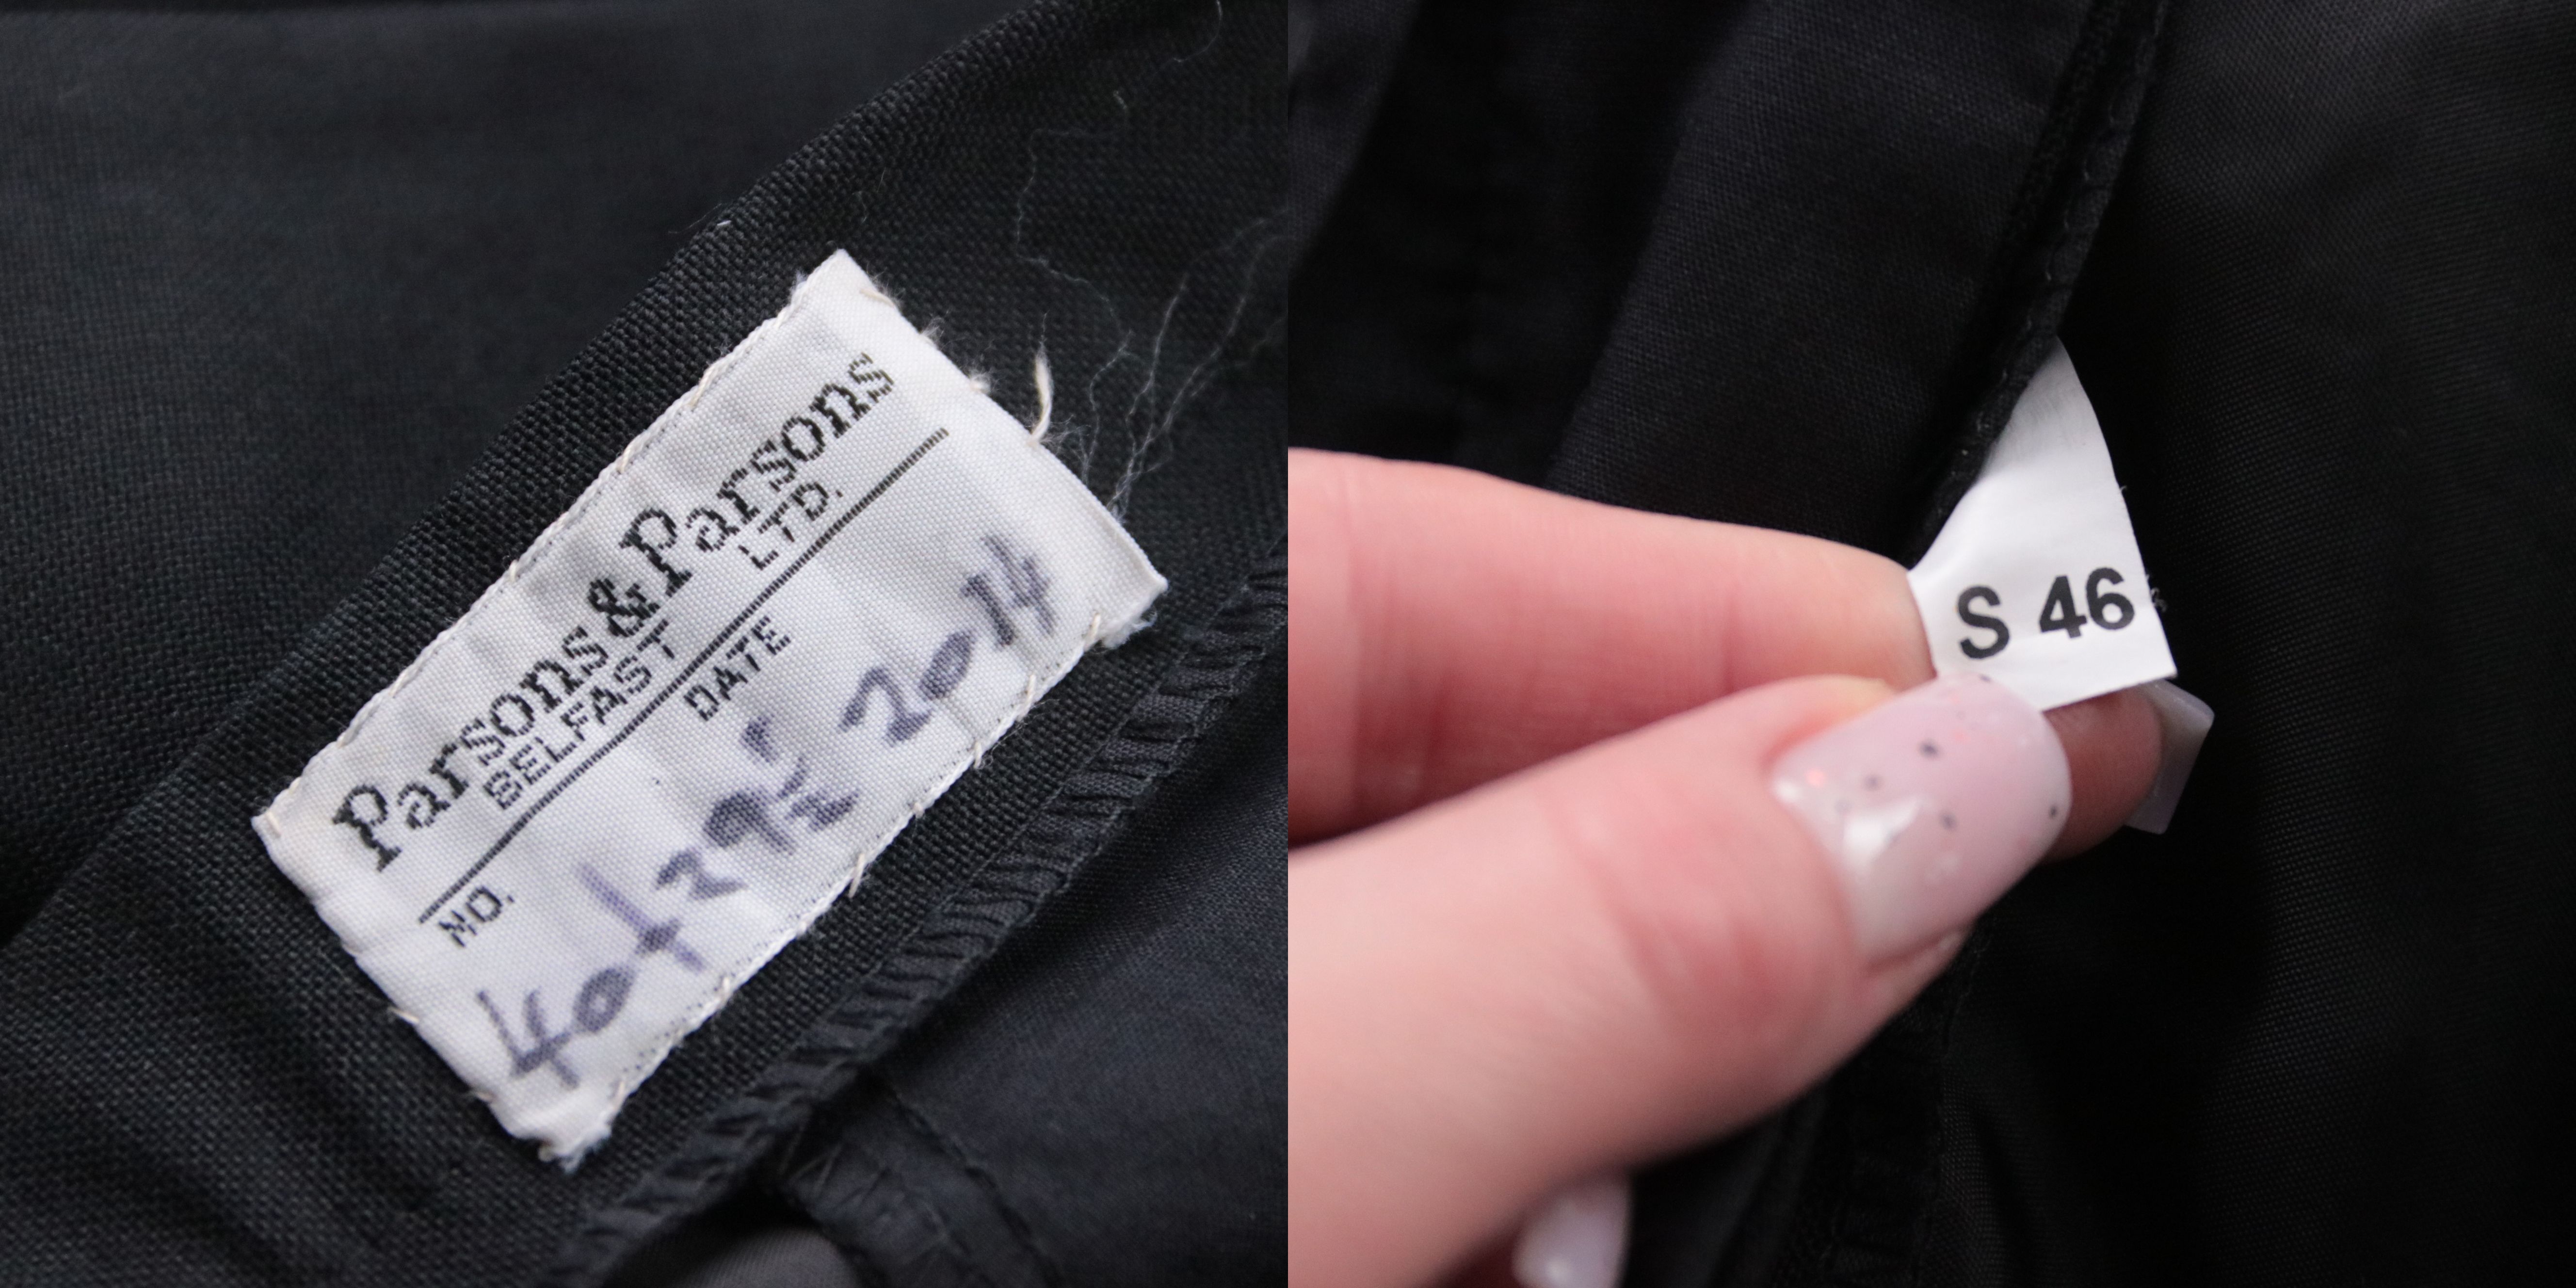 Parsons & Parsons
BELFAST LTD.
NO. DATE
2014
S 46